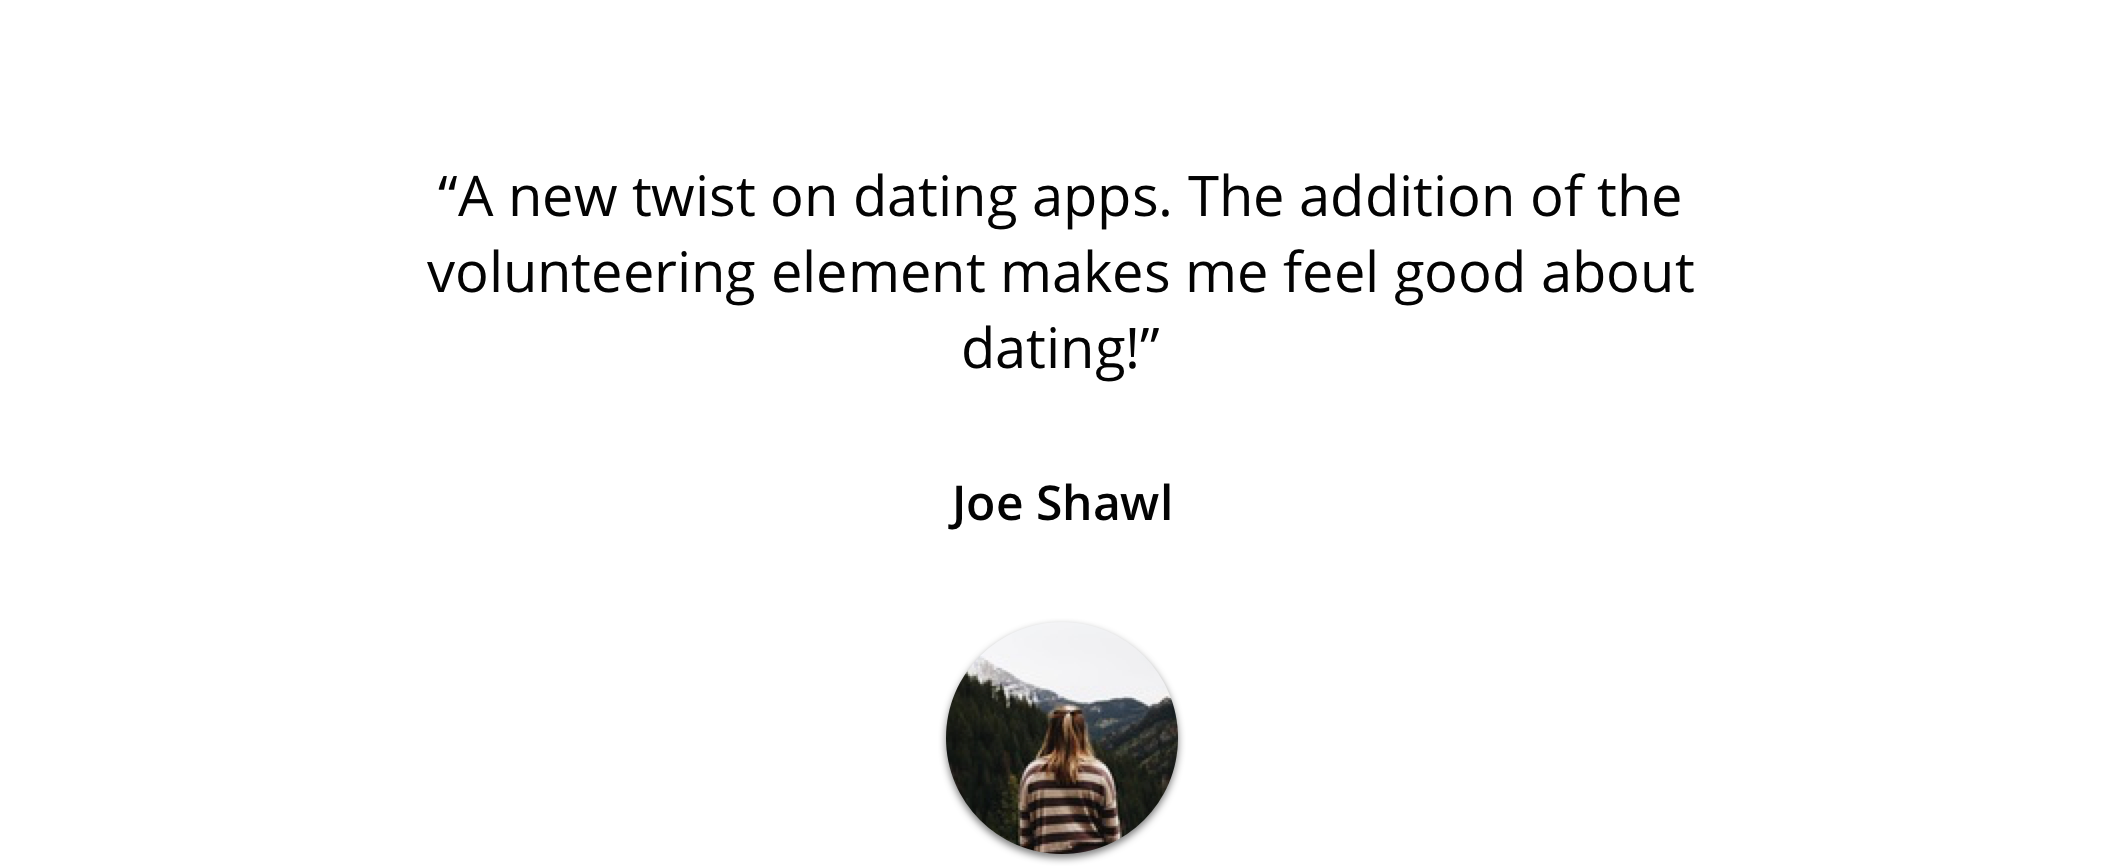 “A new twist on dating apps. The addition of the
volunteering element makes me feel good about
dating!”
Joe Shawl